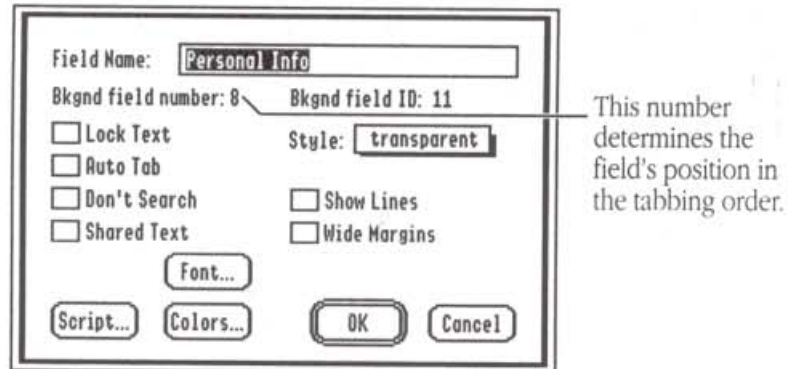 Field Name: Personal Info
Bkgnd field number: 8 Bkgnd field ID: 11
Lock Text
Style: transparent
Auto Tab
Don't Search
Show Lines
Shared Text
Wide Margins
Font...
Script... Colors... OK Cancel
This number
determines the
field's position in
the tabbing order.